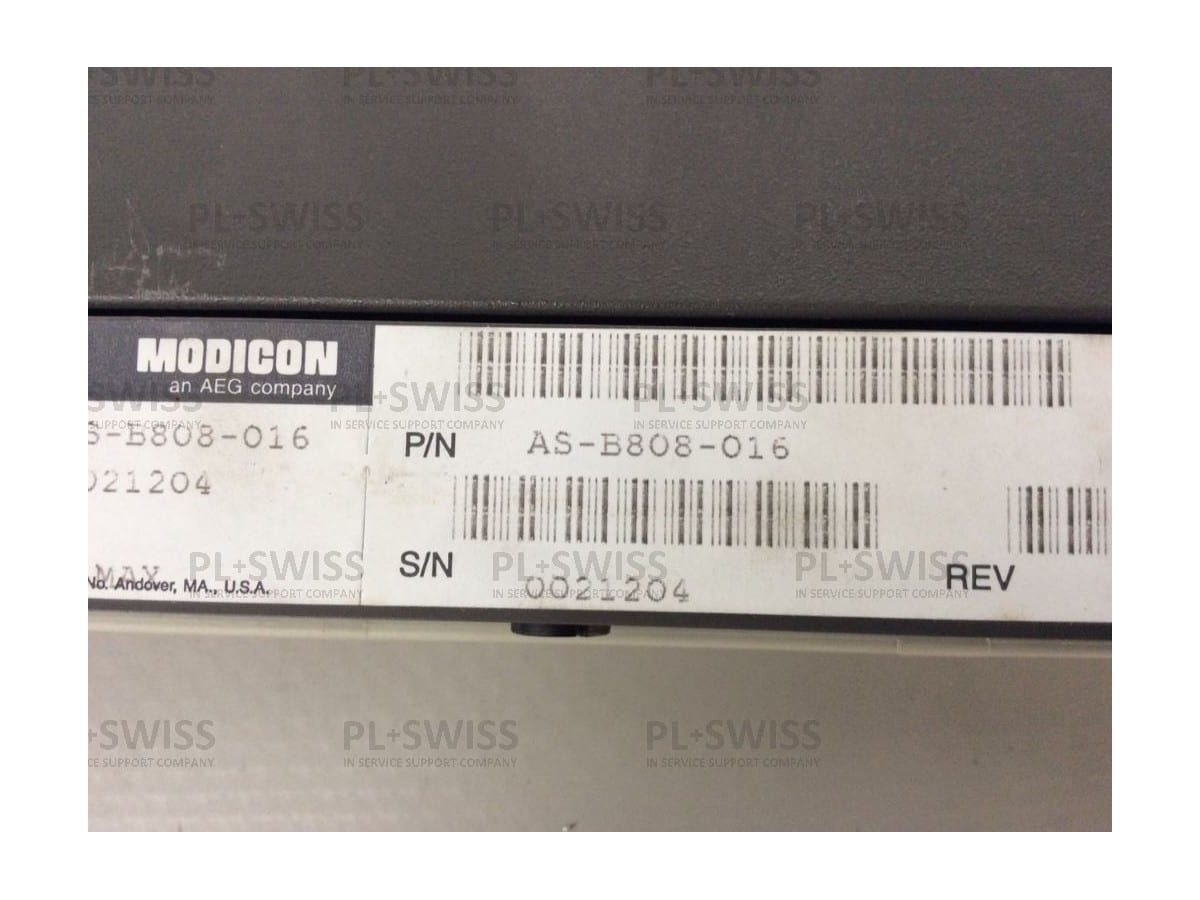 MODICON
an AEG company
S-B808-016
021204
MAY
No. Andover, MA., U.S.A.
P/N AS-B808-016
S/N 0021204
REV
PL+SWISS
IN SERVICE SUPPORT COMPANY